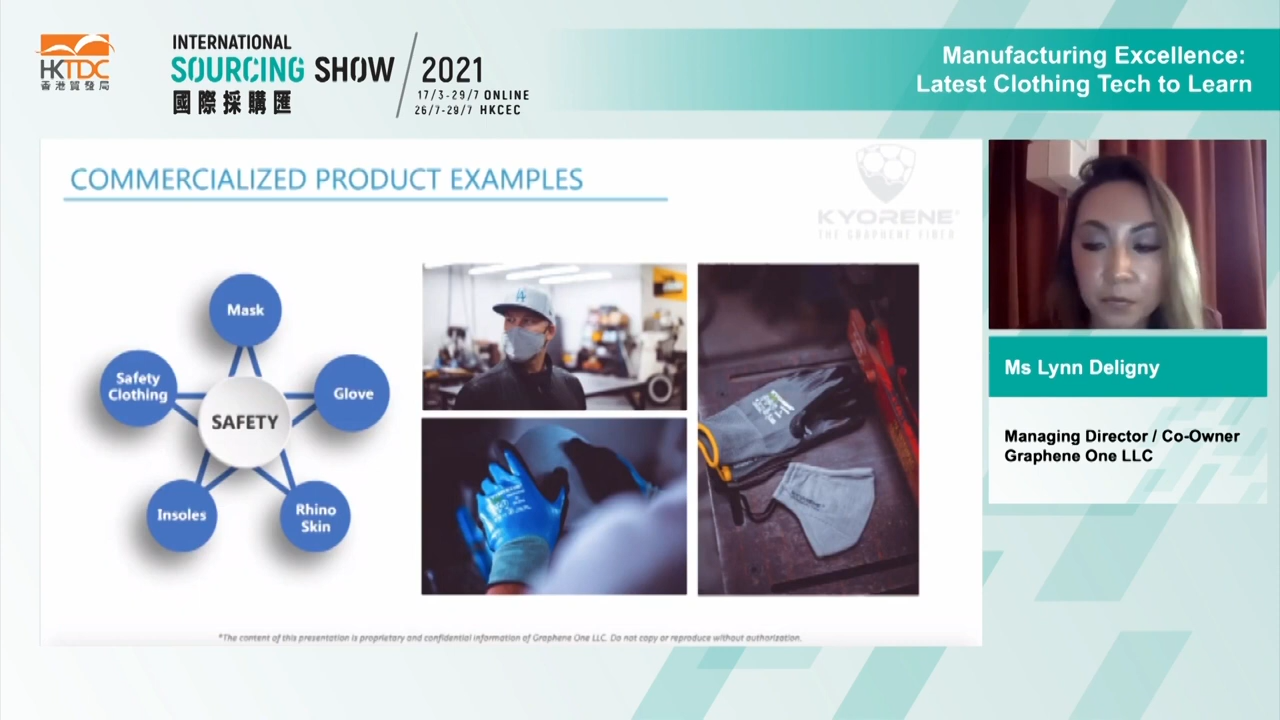 HKTDC
香港貿發局
INTERNATIONAL
SOURCING SHOW
國際採購匯
2021
17/3-29/7 ONLINE
26/7-29/7 HKCEC
Manufacturing Excellence:
Latest Clothing Tech to Learn
COMMERCIALIZED PRODUCT EXAMPLES
KYORENE®
THE GRAPHENE FIBER
Mask
Safety
Clothing
SAFETY
Glove
Insoles
Rhino
Skin
*The content of this presentation is proprietary and confidential information of Graphene One LLC. Do not copy or reproduce without authorization.
Ms Lynn Deligny
Managing Director / Co-Owner
Graphene One LLC